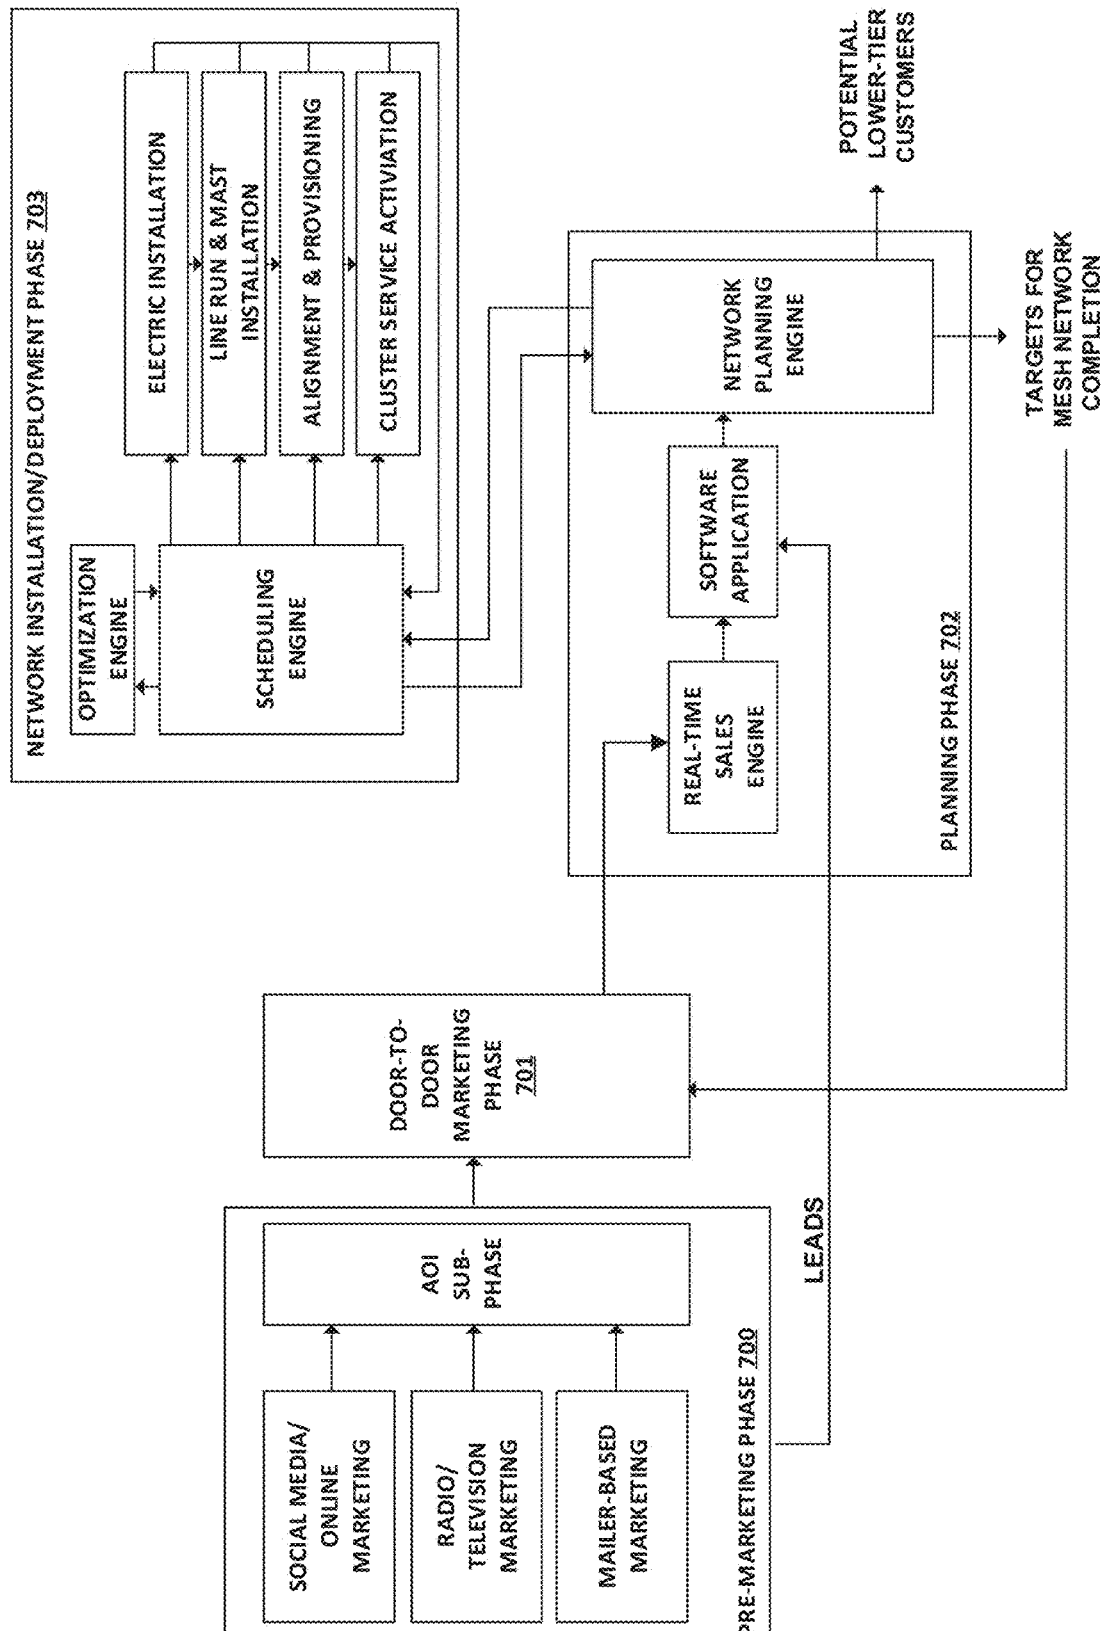 SOCIAL MEDIA/
ONLINE
MARKETING
RADIO/
TELEVISION
MARKETING
MAILER-BASED
MARKETING
AOI
SUB-
PHASE
PRE-MARKETING PHASE 700
LEADS
DOOR-TO-
DOOR
MARKETING
PHASE
701
NETWORK INSTALLATION/DEPLOYMENT PHASE 703
OPTIMIZATION
ENGINE
SCHEDULING
ENGINE
ELECTRIC INSTALLATION
LINE RUN & MAST
INSTALLATION
ALIGNMENT & PROVISIONING
CLUSTER SERVICE ACTIVIATION
REAL-TIME
SALES
ENGINE
SOFTWARE
APPLICATION
NETWORK
PLANNING
ENGINE
PLANNING PHASE 702
POTENTIAL
LOWER-TIER
CUSTOMERS
TARGETS FOR
MESH NETWORK
COMPLETION